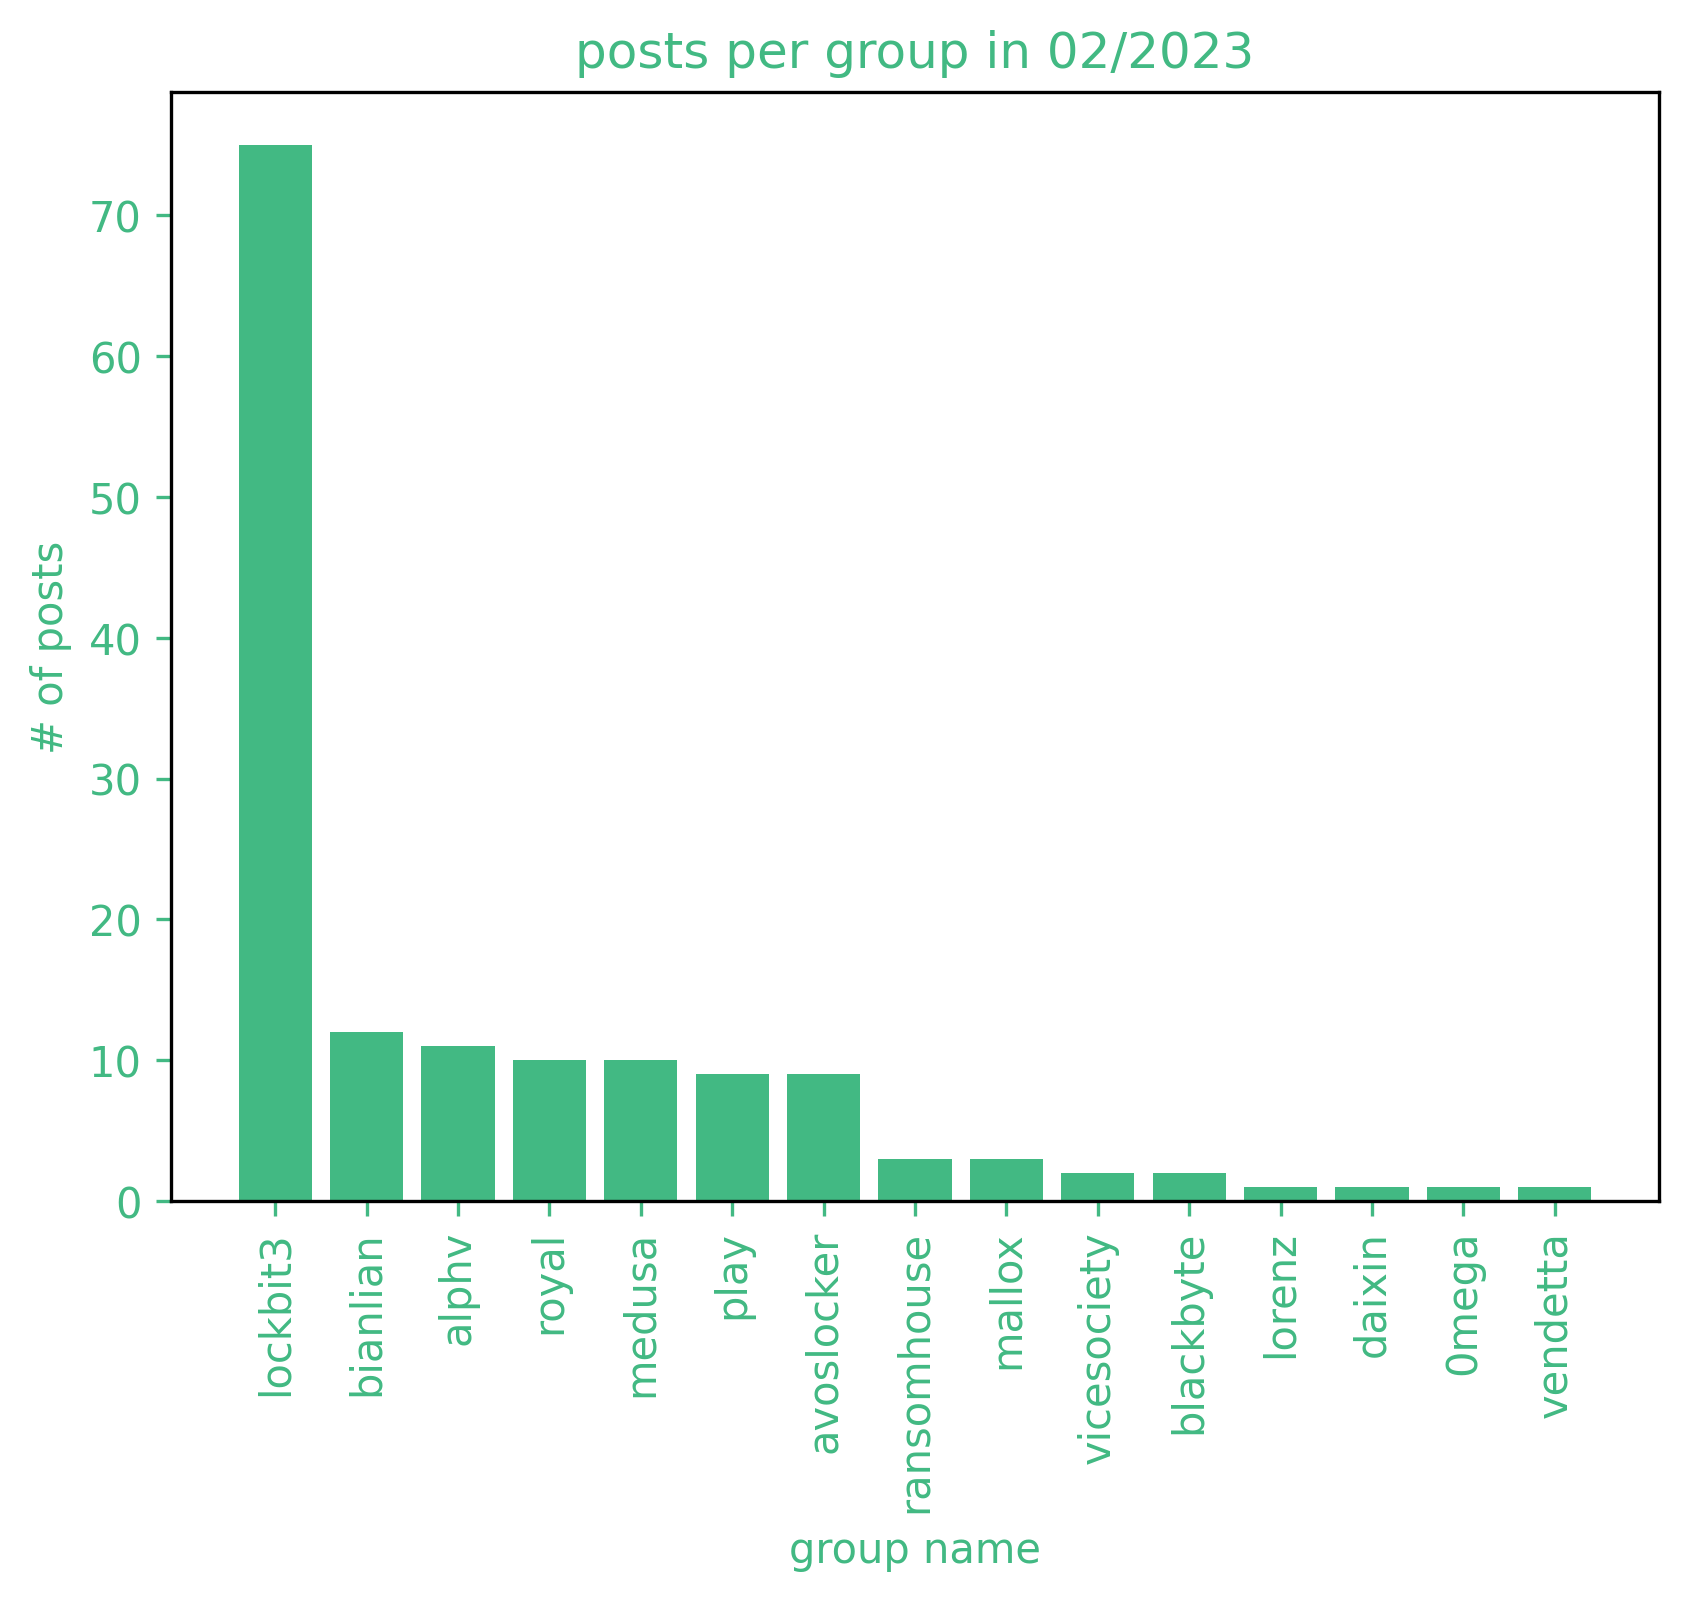 posts per group in 02/2023
# of posts
70
60
50
40
30
20
10
0
lockbit3
bianlian
alphv
royal
medusa
play
avoslocker
ransomhouse
mallox
vicesociety
blackbyte
lorenz
daixin
0mega
vendetta
group name